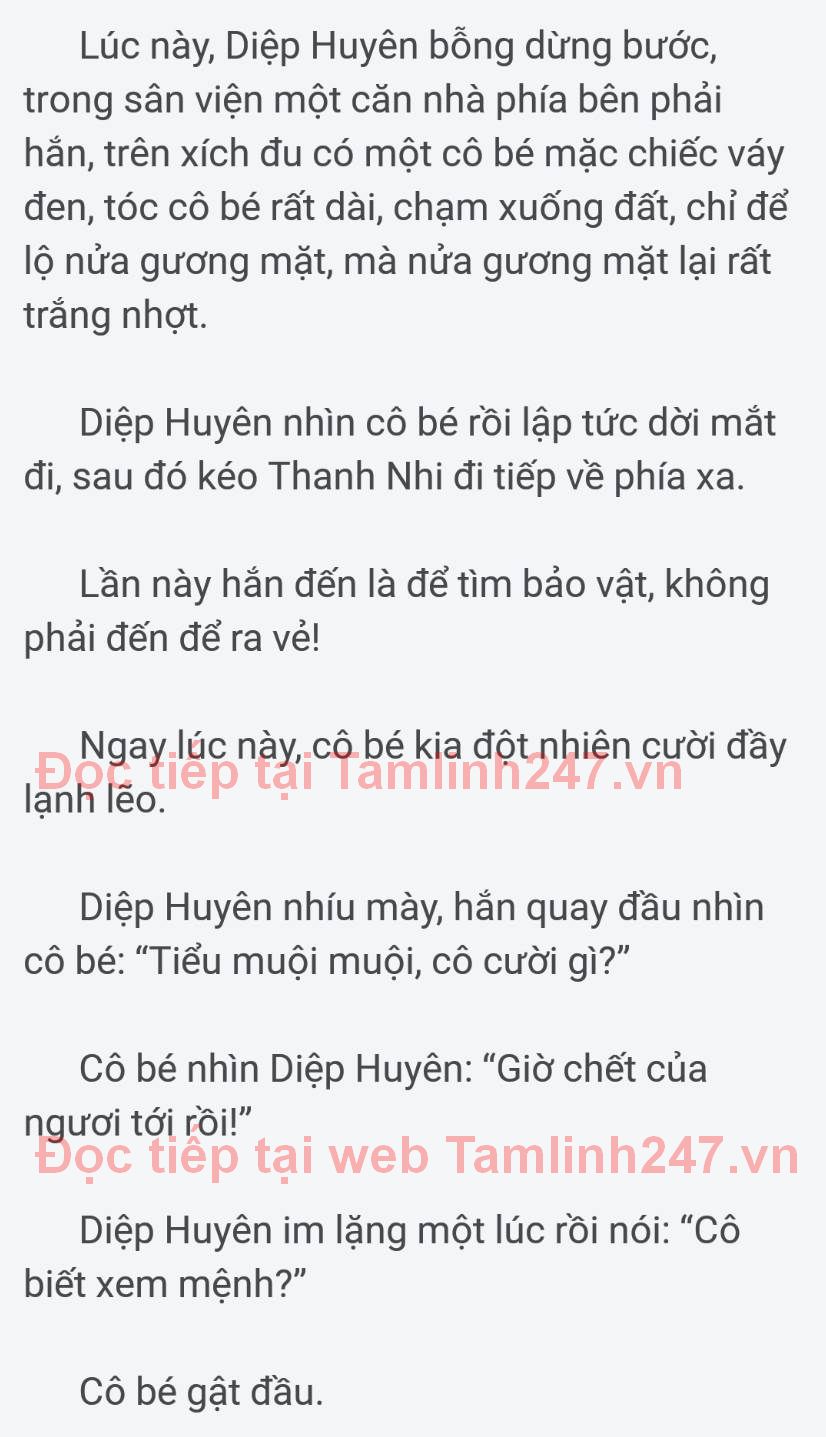 Lúc này, Diệp Huyên bỗng dừng bước,
trong sân viện một căn nhà phía bên phải
hắn, trên xích đu có một cô bé mặc chiếc váy
đen, tóc cô bé rất dài, chạm xuống đất, chỉ để
lộ nửa gương mặt, mà nửa gương mặt lại rất
trắng nhợt.
Diệp Huyên nhìn cô bé rồi lập tức dời mắt
đi, sau đó kéo Thanh Nhi đi tiếp về phía xa.
Lần này hắn đến là để tìm bảo vật, không
phải đến để ra vẻ!
Ngay lúc này, cô bé kia đột nhiên cười đầy
Đọc tiếp tại Tamlinh247.vn
lạnh lẽo.
Diệp Huyên nhíu mày, hắn quay đầu nhìn
cô bé: “Tiểu muội muội, cô cười gì?”
Cô bé nhìn Diệp Huyên: “Giờ chết của
ngươi tới rồi!”
Đọc tiếp tại web Tamlinh247.vn
Diệp Huyên im lặng một lúc rồi nói: “Cô
biết xem mệnh?”
Cô bé gật đầu.